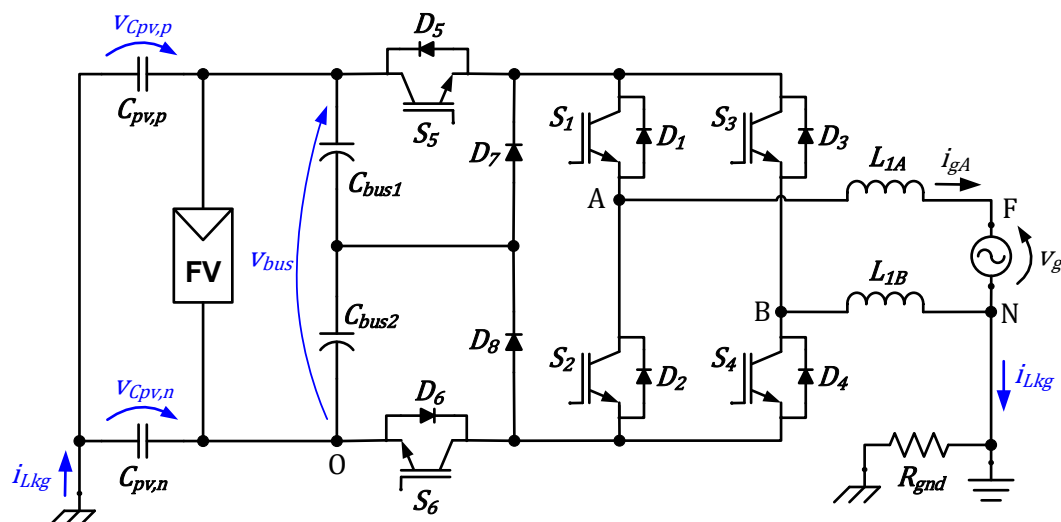 vCpv,p
D5
Cpv,p
S5
S1
D1
S3
D3
D7
L1A
igA
Cbus1
A
F
vbus
FV
vg
L1B
Cbus2
B
N
D8
vCpv,n
S2
D2
S4
D4
iLkg
D6
iLkg
Cpv,n
O
S6
Rgnd